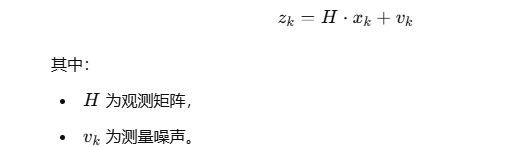 z_k = H · x_k + v_k
其中：
• H 为观测矩阵，
• v_k 为测量噪声。